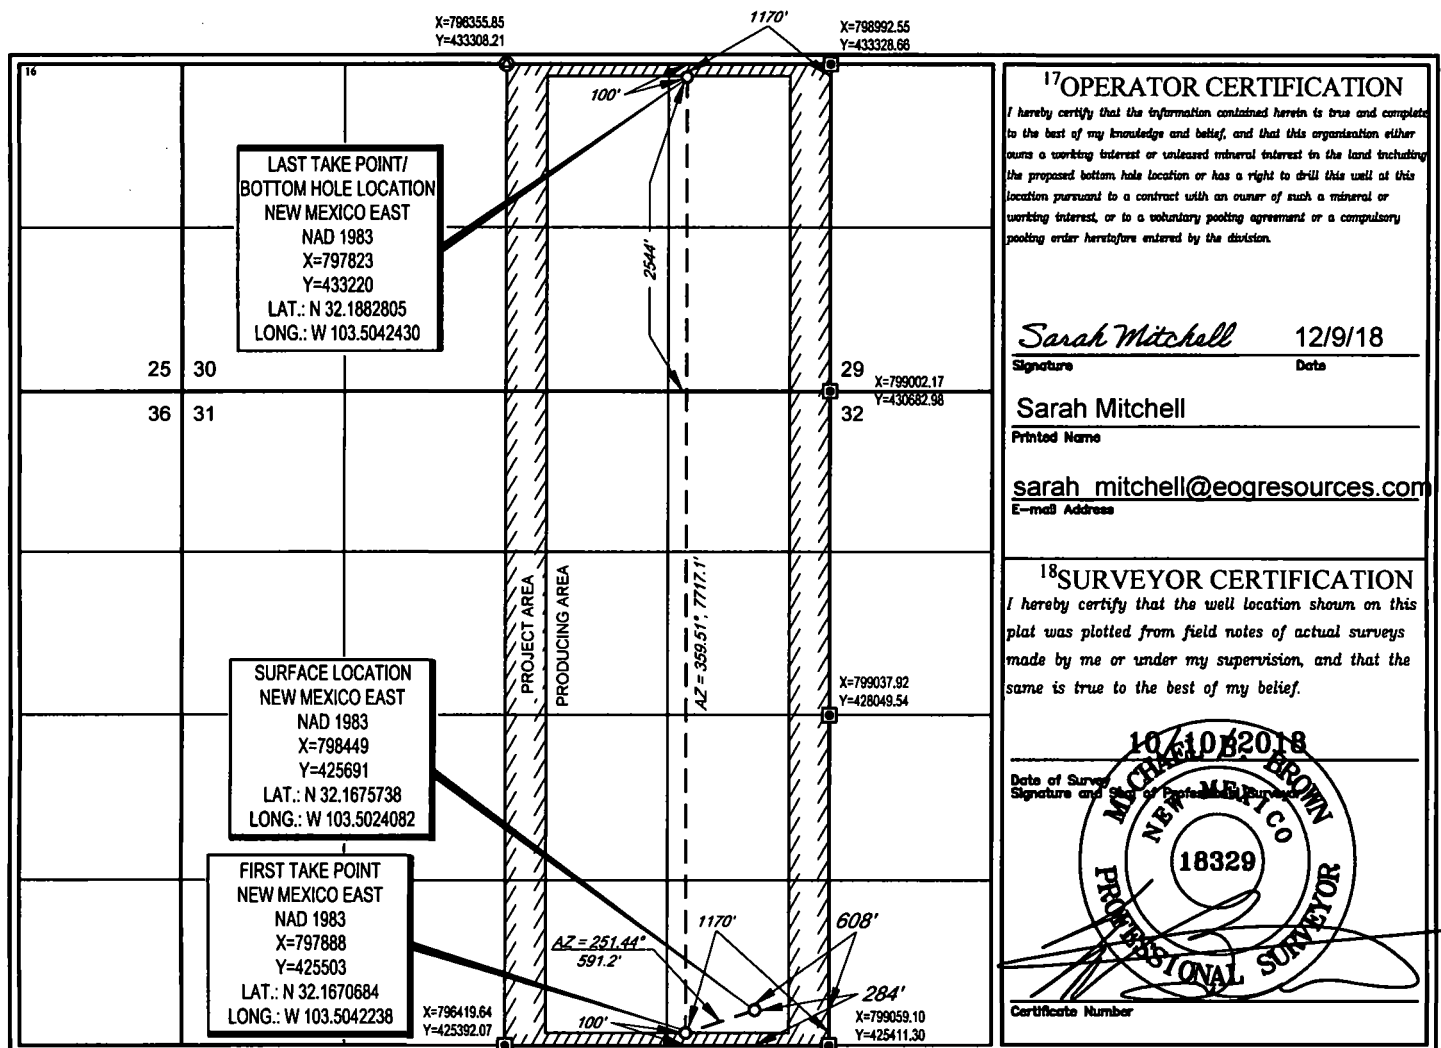 X=796355.85
Y=433308.21
1170'
X=798992.55
Y=433328.66
16
100'
LAST TAKE POINT/
BOTTOM HOLE LOCATION
NEW MEXICO EAST
NAD 1983
X=797823
Y=433220
LAT.: N 32.1882805
LONG.: W 103.5042430
2544'
25 30
36 31
29
32
X=799002.17
Y=430682.98
PROJECT AREA
PRODUCING AREA
AZ = 359.51°, 7717.1'
SURFACE LOCATION
NEW MEXICO EAST
NAD 1983
X=798449
Y=425691
LAT.: N 32.1675738
LONG.: W 103.5024082
X=799037.92
Y=428049.54
FIRST TAKE POINT
NEW MEXICO EAST
NAD 1983
X=797888
Y=425503
LAT.: N 32.1670684
LONG.: W 103.5042238
AZ = 251.44°
591.2'
1170'
608'
284'
100'
X=796419.64
Y=425392.07
X=799059.10
Y=425411.30
17OPERATOR CERTIFICATION
I hereby certify that the information contained herein is true and complete
to the best of my knowledge and belief, and that this organization either
owns a working interest or unleased mineral interest in the land including
the proposed bottom hole location or has a right to drill this well at this
location pursuant to a contract with an owner of such a mineral or
working interest, or to a voluntary pooling agreement or a compulsory
pooling order heretofore entered by the division.
Sarah Mitchell 12/9/18
Signature Date
Sarah Mitchell
Printed Name
sarah_mitchell@eogresources.com
E-mail Address
18SURVEYOR CERTIFICATION
I hereby certify that the well location shown on this
plat was plotted from field notes of actual surveys
made by me or under my supervision, and that the
same is true to the best of my belief.
10/10/2018
Date of Survey
Signature and Seal of Professional Surveyor
MICHAEL B. BROWN
NEW MEXICO
18329
PROFESSIONAL SURVEYOR
Certificate Number